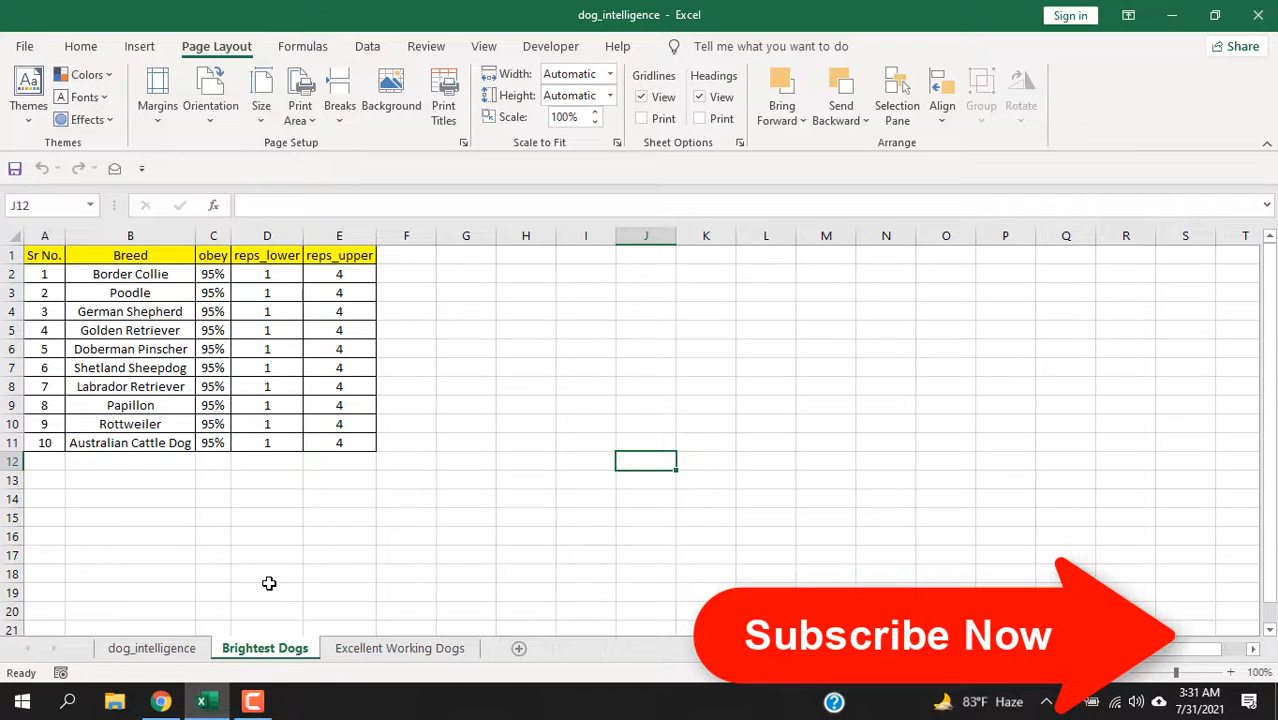 dog_intelligence - Excel
Sign in
File Home Insert Page Layout Formulas Data Review View Developer Help Tell me what you want to do Share
Themes
Colors
Fonts
Effects
Themes
Margins
Orientation
Size
Print Area
Breaks
Background
Print Titles
Page Setup
Width: Automatic
Height: Automatic
Scale: 100%
Scale to Fit
Gridlines
View
Print
Headings
View
Print
Sheet Options
Bring Forward
Send Backward
Selection Pane
Align
Group
Rotate
Arrange
J12
fx
A B C D E F G H I J K L M N O P Q R S T
1 Sr No. Breed obey reps_lower reps_upper
2 1 Border Collie 95% 1 4
3 2 Poodle 95% 1 4
4 3 German Shepherd 95% 1 4
5 4 Golden Retriever 95% 1 4
6 5 Doberman Pinscher 95% 1 4
7 6 Shetland Sheepdog 95% 1 4
8 7 Labrador Retriever 95% 1 4
9 8 Papillon 95% 1 4
10 9 Rottweiler 95% 1 4
11 10 Australian Cattle Dog 95% 1 4
12
13
14
15
16
17
18
19
20
21
Subscribe Now
dog_intelligence Brightest Dogs Excellent Working Dogs
Ready
100%
83°F Haze
3:31 AM
7/31/2021